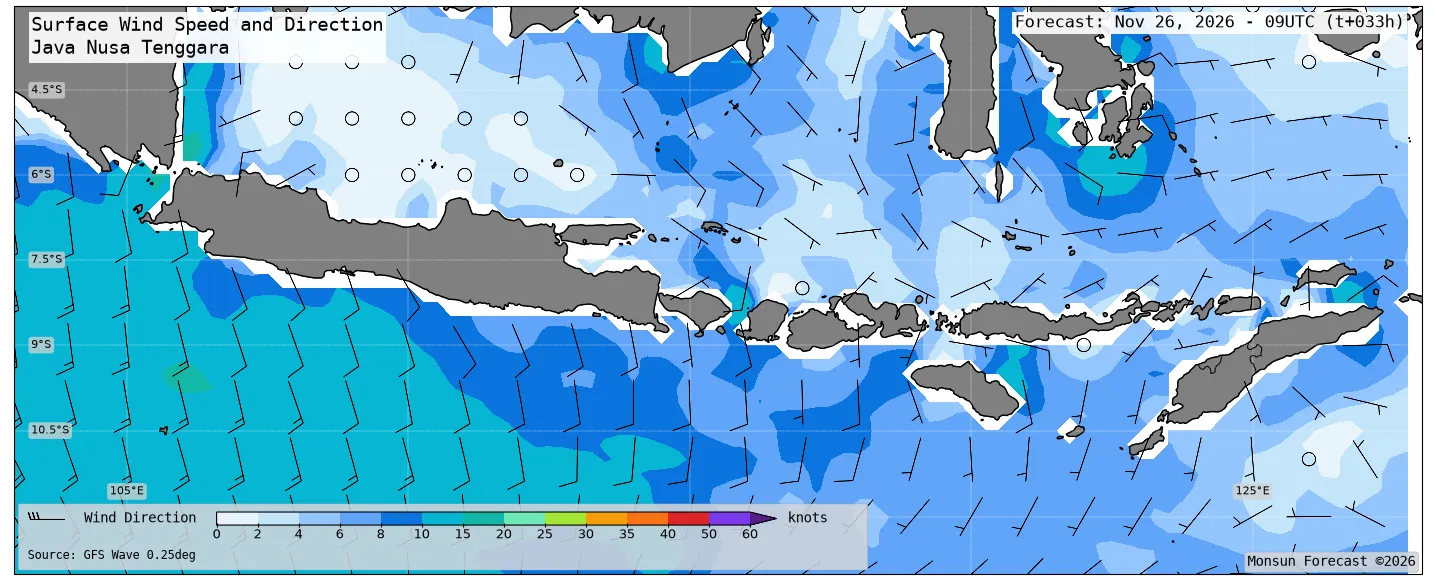 Surface Wind Speed and Direction
Java Nusa Tenggara
Forecast: Nov 26, 2026 - 09UTC (t+033h)
4.5°S
6°S
7.5°S
9°S
10.5°S
105°E
125°E
Wind Direction
0 2 4 6 8 10 15 20 25 30 35 40 50 60
knots
Source: GFS Wave 0.25deg
Monsun Forecast ©2026